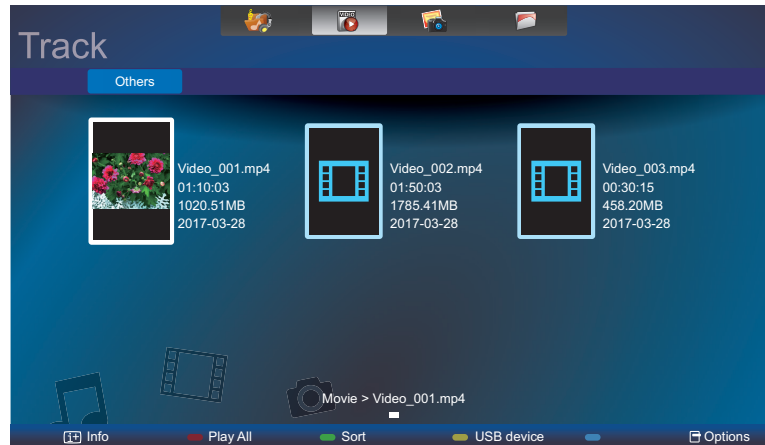 VIDEO
Track
Others
Video_001.mp4
01:10:03
1020.51MB
2017-03-28
Video_002.mp4
01:50:03
1785.41MB
2017-03-28
Video_003.mp4
00:30:15
458.20MB
2017-03-28
Movie > Video_001.mp4
i+ Info
Play All
Sort
USB device
Options